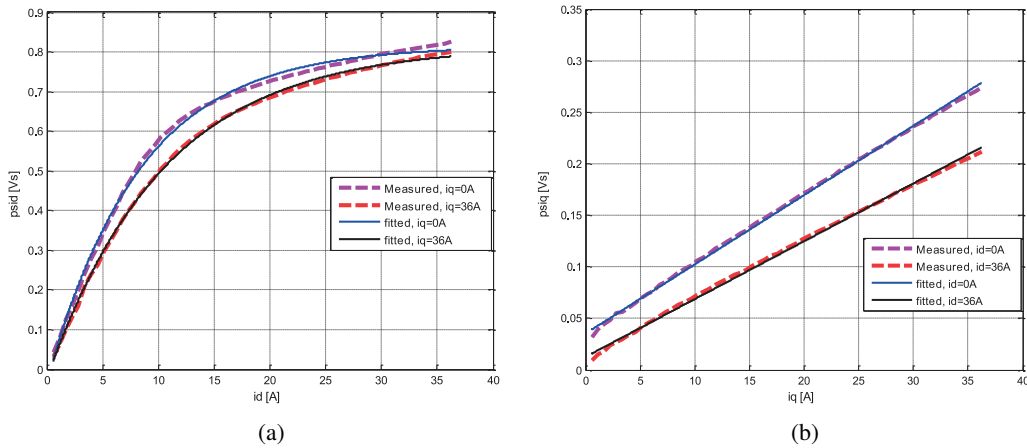 0.9
0.8
0.7
0.6
0.5
0.4
0.3
0.2
0.1
0
psid [Vs]
Measured, iq=0A
Measured, iq=36A
fitted, iq=0A
fitted, iq=36A
0 5 10 15 20 25 30 35 40
id [A]
(a)
0.35
0.3
0.25
0.2
0.15
0.1
0.05
0
psiq [Vs]
Measured, id=0A
Measured, id=36A
fitted, id=0A
fitted, id=36A
0 5 10 15 20 25 30 35 40
iq [A]
(b)